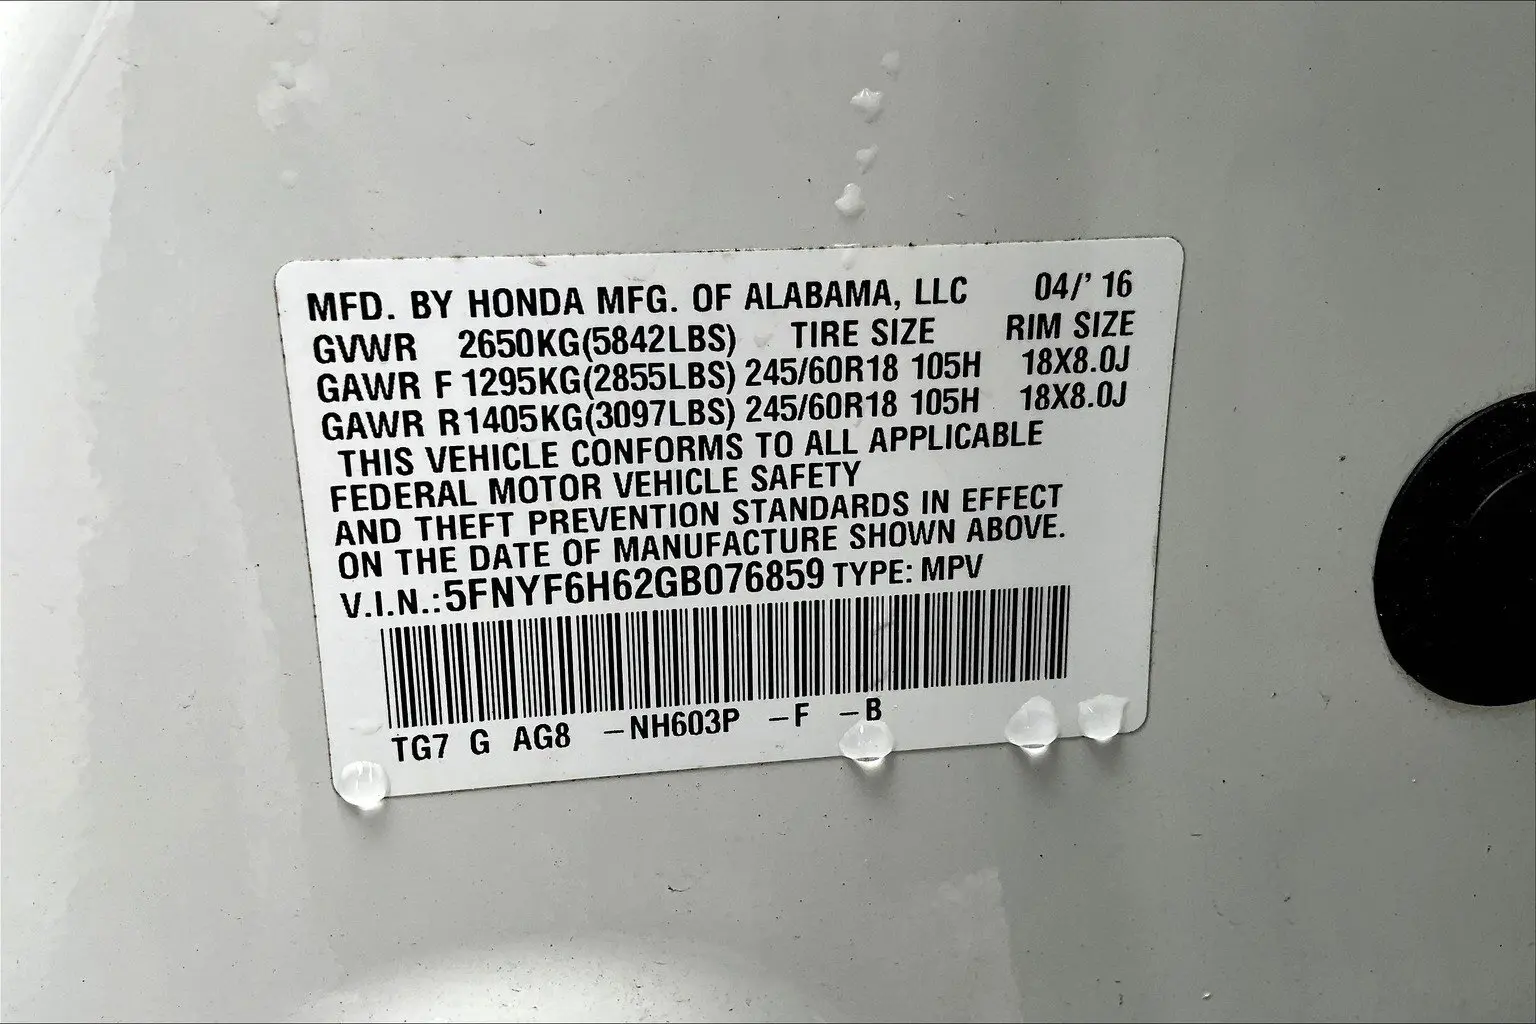 MFD. BY HONDA MFG. OF ALABAMA, LLC 04/' 16
GVWR 2650KG(5842LBS) TIRE SIZE RIM SIZE
GAWR F 1295KG(2855LBS) 245/60R18 105H 18X8.0J
GAWR R 1405KG(3097LBS) 245/60R18 105H 18X8.0J
THIS VEHICLE CONFORMS TO ALL APPLICABLE
FEDERAL MOTOR VEHICLE SAFETY
AND THEFT PREVENTION STANDARDS IN EFFECT
ON THE DATE OF MANUFACTURE SHOWN ABOVE.
V.I.N.:5FNYF6H62GB076859 TYPE: MPV
TG7 G AG8 –NH603P –F –B